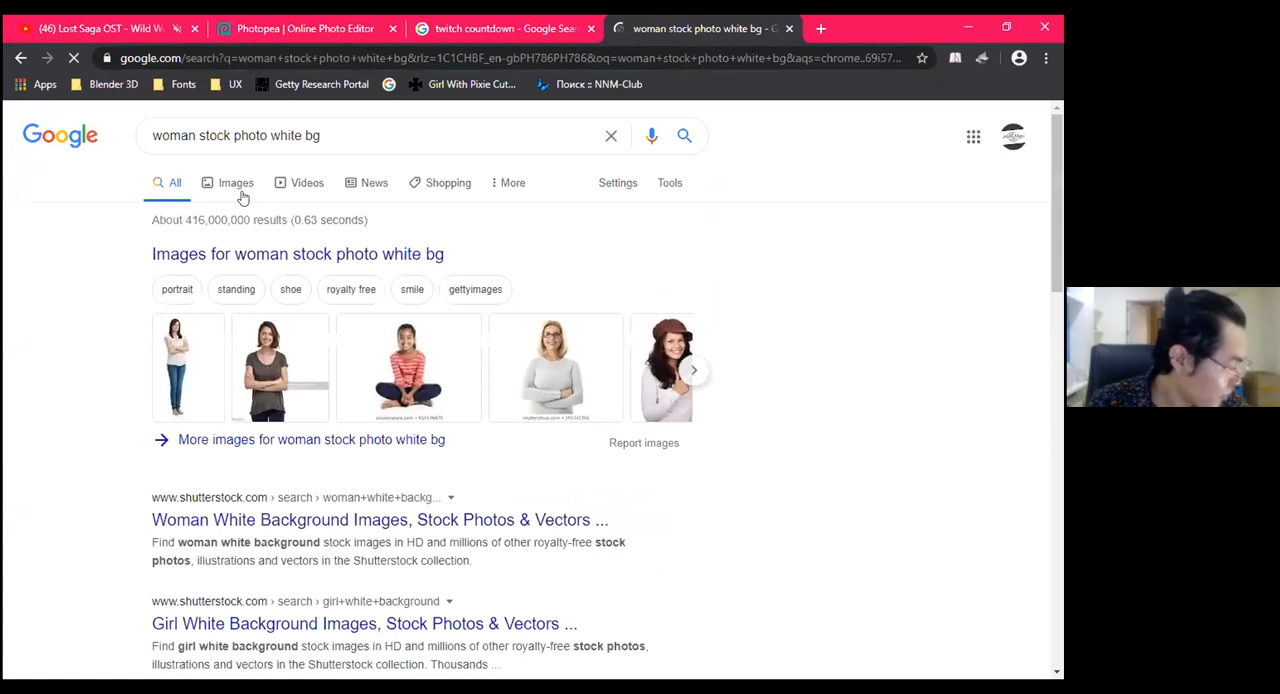 (46) Lost Saga OST - Wild W
Photopea | Online Photo Editor
twitch countdown - Google Sear
woman stock photo white bg - G
google.com/search?q=woman+stock+photo+white+bg&rlz=1C1CHBF_en-gbPH786PH786&oq=woman+stock+photo+white+bg&aqs=chrome..69i57...
Apps
Blender 3D
Fonts
UX
Getty Research Portal
Girl With Pixie Cut...
Поиск :: NNM-Club
Google
woman stock photo white bg
All
Images
Videos
News
Shopping
More
Settings
Tools
About 416,000,000 results (0.63 seconds)
Images for woman stock photo white bg
portrait
standing
shoe
royalty free
smile
gettyimages
More images for woman stock photo white bg
Report images
www.shutterstock.com › search › woman+white+backg...
Woman White Background Images, Stock Photos & Vectors ...
Find woman white background stock images in HD and millions of other royalty-free stock
photos, illustrations and vectors in the Shutterstock collection.
www.shutterstock.com › search › girl+white+background
Girl White Background Images, Stock Photos & Vectors ...
Find girl white background stock images in HD and millions of other royalty-free stock photos,
illustrations and vectors in the Shutterstock collection. Thousands ...